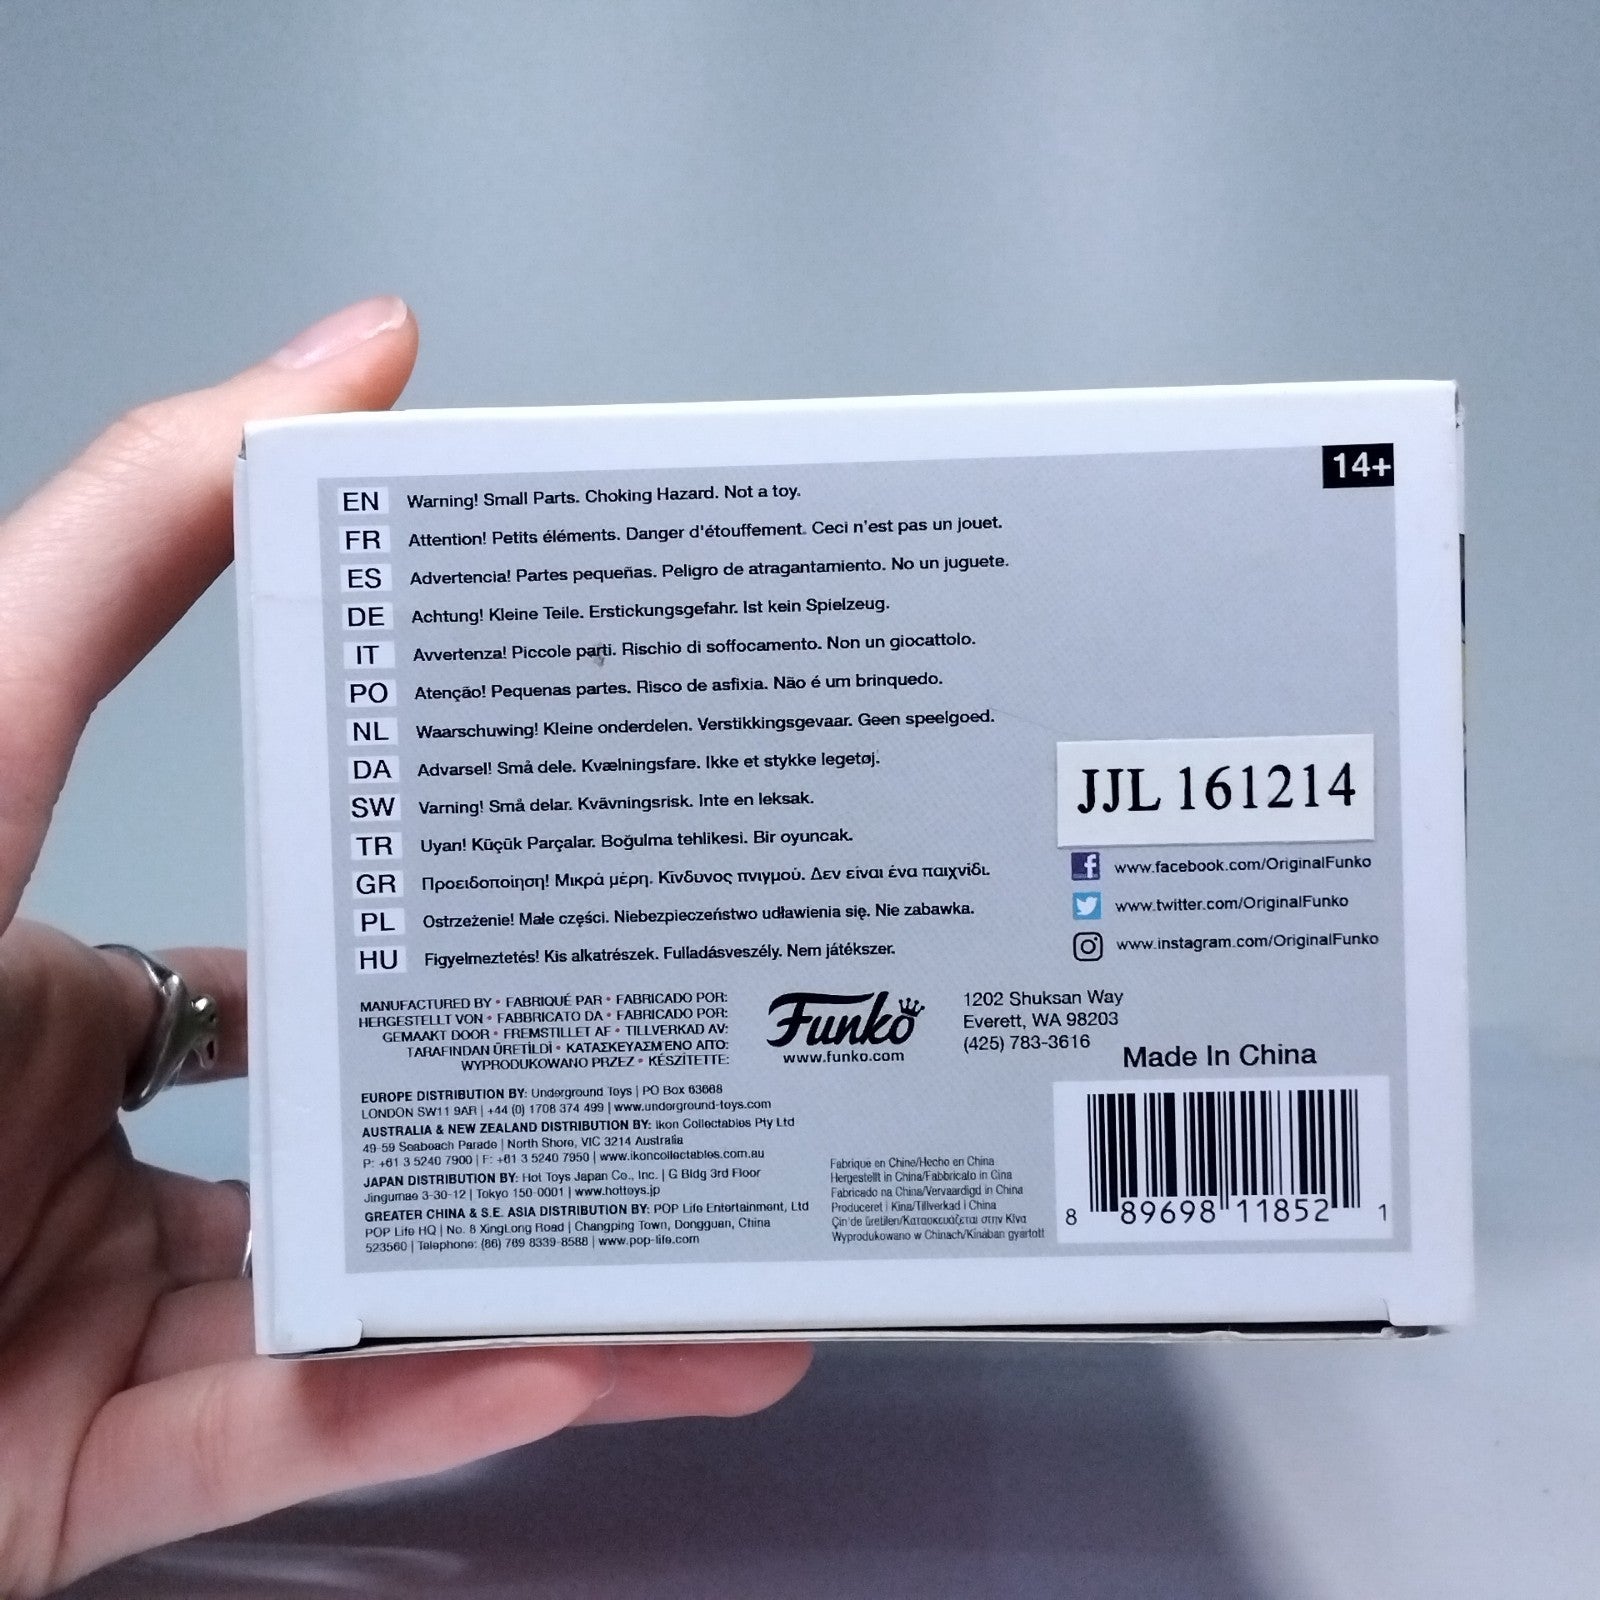 14+
EN Warning! Small Parts. Choking Hazard. Not a toy.
FR Attention! Petits éléments. Danger d'étouffement. Ceci n'est pas un jouet.
ES Advertencia! Partes pequeñas. Peligro de atragantamiento. No un juguete.
DE Achtung! Kleine Teile. Erstickungsgefahr. Ist kein Spielzeug.
IT Avvertenza! Piccole parti. Rischio di soffocamento. Non un giocattolo.
PO Atenção! Pequenas partes. Risco de asfixia. Não é um brinquedo.
NL Waarschuwing! Kleine onderdelen. Verstikkingsgevaar. Geen speelgoed.
DA Advarsel! Små dele. Kvælningsfare. Ikke et stykke legetøj.
SW Varning! Små delar. Kvävningsrisk. Inte en leksak.
TR Uyarı! Küçük Parçalar. Boğulma tehlikesi. Bir oyuncak.
GR Προειδοποίηση! Μικρά μέρη. Κίνδυνος πνιγμού. Δεν είναι ένα παιχνίδι.
PL Ostrzeżenie! Małe części. Niebezpieczeństwo udławienia się. Nie zabawka.
HU Figyelmeztetés! Kis alkatrészek. Fulladásveszély. Nem játékszer.
JJL 161214
www.facebook.com/OriginalFunko
www.twitter.com/OriginalFunko
www.instagram.com/OriginalFunko
MANUFACTURED BY • FABRIQUÉ PAR • FABRICADO POR:
HERGESTELLT VON • FABBRICATO DA • FABRICADO POR:
GEMAAKT DOOR • FREMSTILLET AF • TILLVERKAD AV:
TARAFINDAN ÜRETİLDİ • ΚΑΤΑΣΚΕΥΑΣΜΕΝΟ ΑΠΟ:
WYPRODUKOWANO PRZEZ • KÉSZÍTETTE:
Funko
www.funko.com
1202 Shuksan Way
Everett, WA 98203
(425) 783-3616
Made In China
EUROPE DISTRIBUTION BY: Underground Toys | PO Box 63668
LONDON SW11 9AR | +44 (0) 1708 374 499 | www.underground-toys.com
AUSTRALIA & NEW ZEALAND DISTRIBUTION BY: Ikon Collectables Pty Ltd
49-59 Seabeach Parade | North Shore, VIC 3214 Australia
P: +61 3 5240 7900 | F: +61 3 5240 7950 | www.ikoncollectables.com.au
JAPAN DISTRIBUTION BY: Hot Toys Japan Co., Inc. | G Bldg 3rd Floor
Jingumae 3-30-12 | Tokyo 150-0001 | www.hottoys.jp
GREATER CHINA & S.E. ASIA DISTRIBUTION BY: POP Life Entertainment, Ltd
POP Life HQ | No. 8 XingLong Road | Changping Town, Dongguan, China
523560 | Telephone: (86) 769 8339-8588 | www.pop-life.com
Fabriqué en Chine/Hecho en China
Hergestellt in China/Fabbricato in Cina
Fabricado na China/Vervaardigd in China
Produceret i Kina/Tillverkad i China
Çin'de üretilen/Κατασκευάζεται στην Κίνα
Wyprodukowano w Chinach/Kínában gyártott
8 89698 11852 1